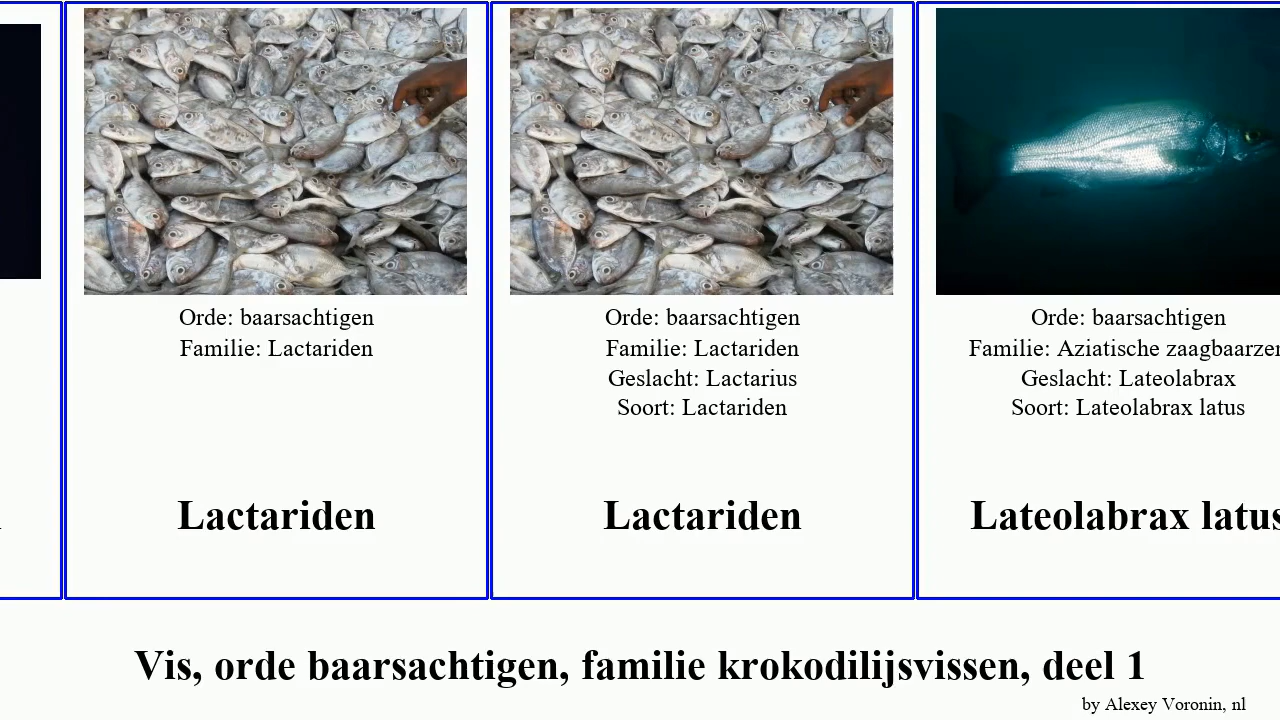 Orde: baarsachtigen
Familie: Lactariden
Lactariden
Orde: baarsachtigen
Familie: Lactariden
Geslacht: Lactarius
Soort: Lactariden
Lactariden
Orde: baarsachtigen
Familie: Aziatische zaagbaarzen
Geslacht: Lateolabrax
Soort: Lateolabrax latus
Lateolabrax latus
Vis, orde baarsachtigen, familie krokodilijsvissen, deel 1
by Alexey Voronin, nl